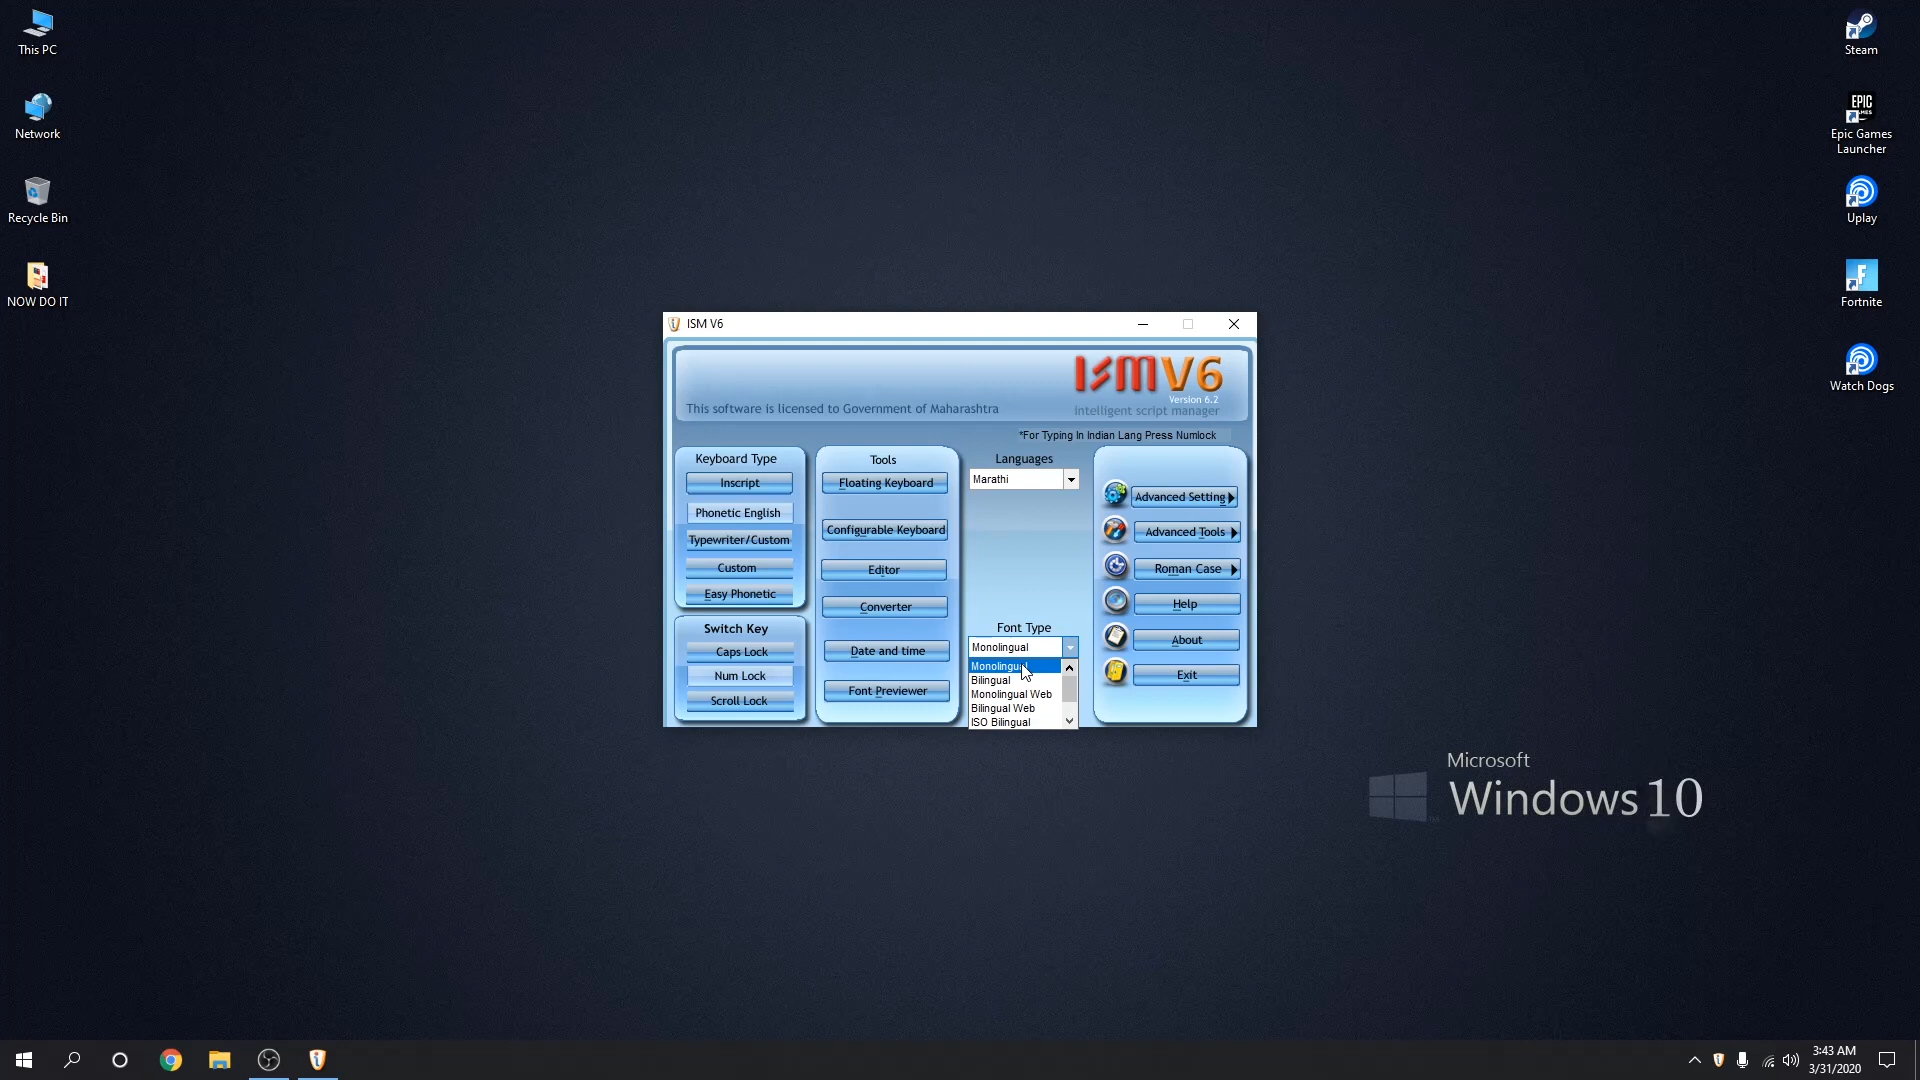 This PC
Network
Recycle Bin
NOW DO IT
Steam
EPIC
GAMES
Epic Games
Launcher
Uplay
Fortnite
Watch Dogs
ISM V6
ISM V6
Version 6.2
intelligent script manager
This software is licensed to Government of Maharashtra
*For Typing In Indian Lang Press Numlock
Keyboard Type
Inscript
Phonetic English
Typewriter/Custom
Custom
Easy Phonetic
Switch Key
Caps Lock
Num Lock
Scroll Lock
Tools
Floating Keyboard
Configurable Keyboard
Editor
Converter
Date and time
Font Previewer
Languages
Marathi
Font Type
Monolingual
Monolingual
Bilingual
Monolingual Web
Bilingual Web
ISO Bilingual
Advanced Setting
Advanced Tools
Roman Case
Help
About
Exit
Microsoft
Windows 10
TM
3:43 AM
3/31/2020